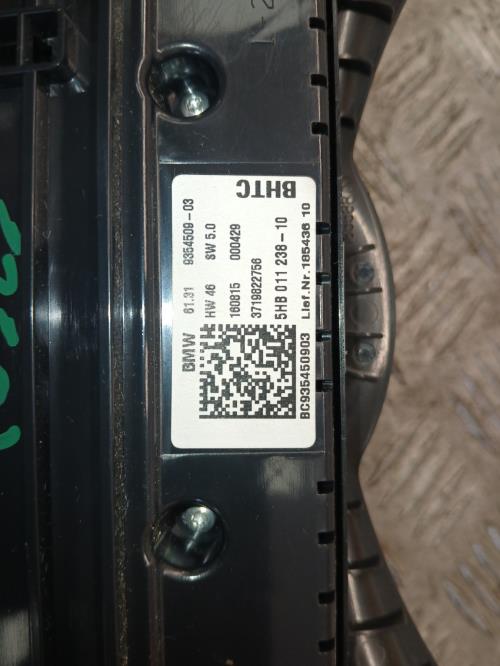 BMW 61.31 9354509-03
HW 46 SW 5.0
160815 000429
3719822756
5HB 011 239-10
BC935450903 Lief.Nr.185436 10
BHTC